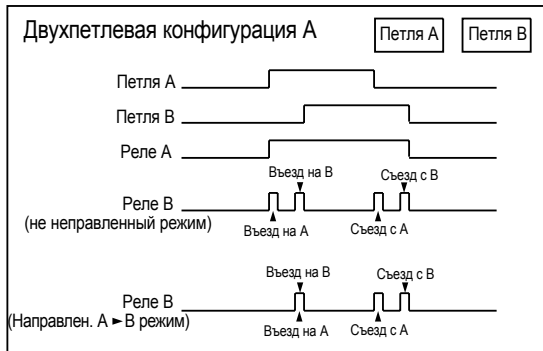 Двухпетлевая конфигурация A
Петля A
Петля B
Петля A
Петля B
Реле A
Въезд на B
Съезд с B
Реле B
(не неправленный режим)
Въезд на A
Съезд с A
Въезд на B
Съезд с B
Реле B
(Направлен. A ► B режим)
Въезд на A
Съезд с A